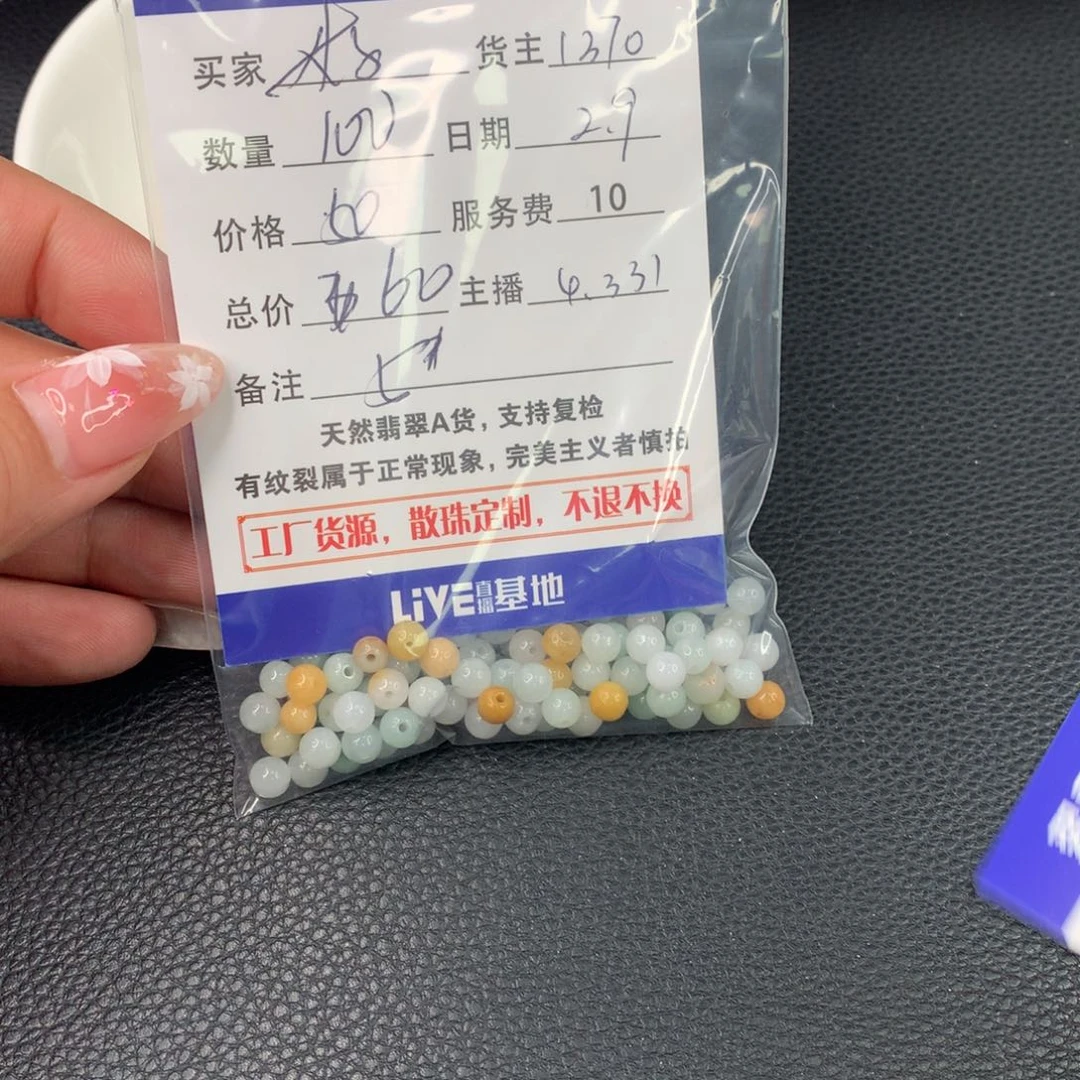 买家 货主 1370
数量 100 日期 2.9
价格 60 服务费 10
总价 60 主播 4.331
备注
天然翡翠A货，支持复检
有纹裂属于正常现象，完美主义者慎拍
工厂货源，散珠定制，不退不换
LiVE直播基地